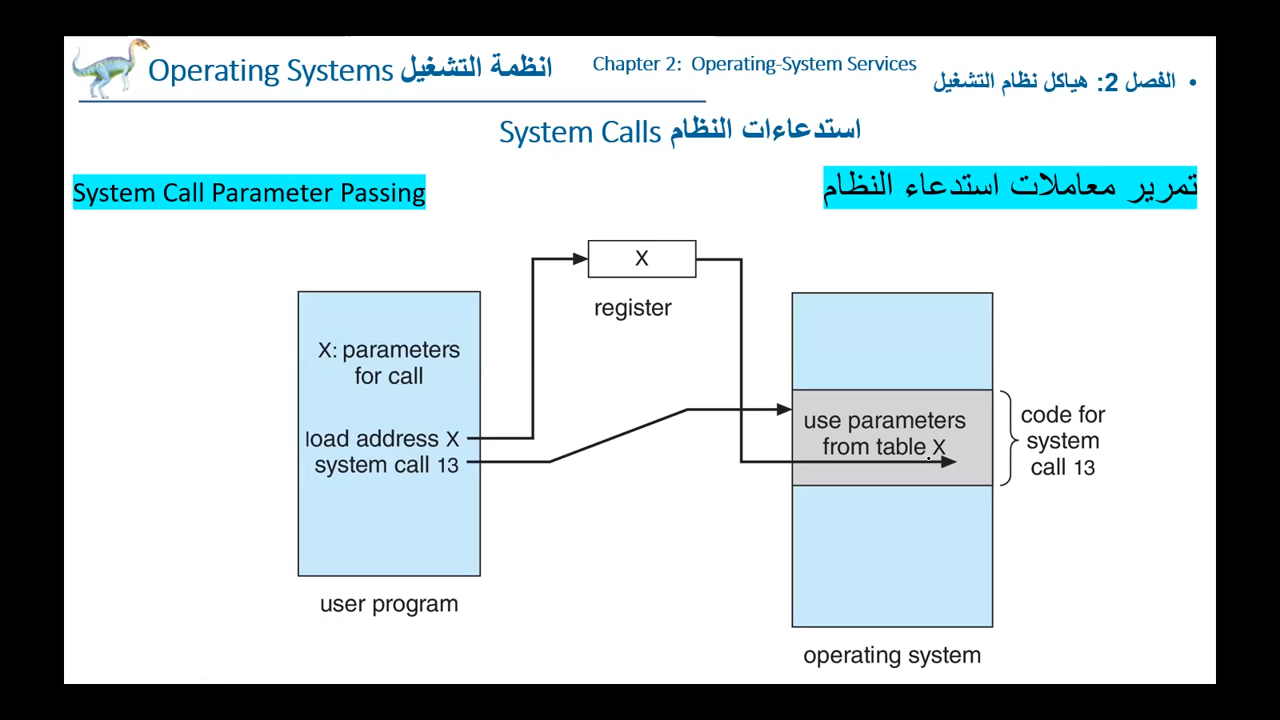 Operating Systems انظمة التشغيل
Chapter 2: Operating-System Services
• الفصل 2: هياكل نظام التشغيل
استدعاءات النظام System Calls
System Call Parameter Passing
تمرير معاملات استدعاء النظام
X
register
X: parameters
for call
load address X
system call 13
user program
use parameters
from table X
code for
system
call 13
operating system